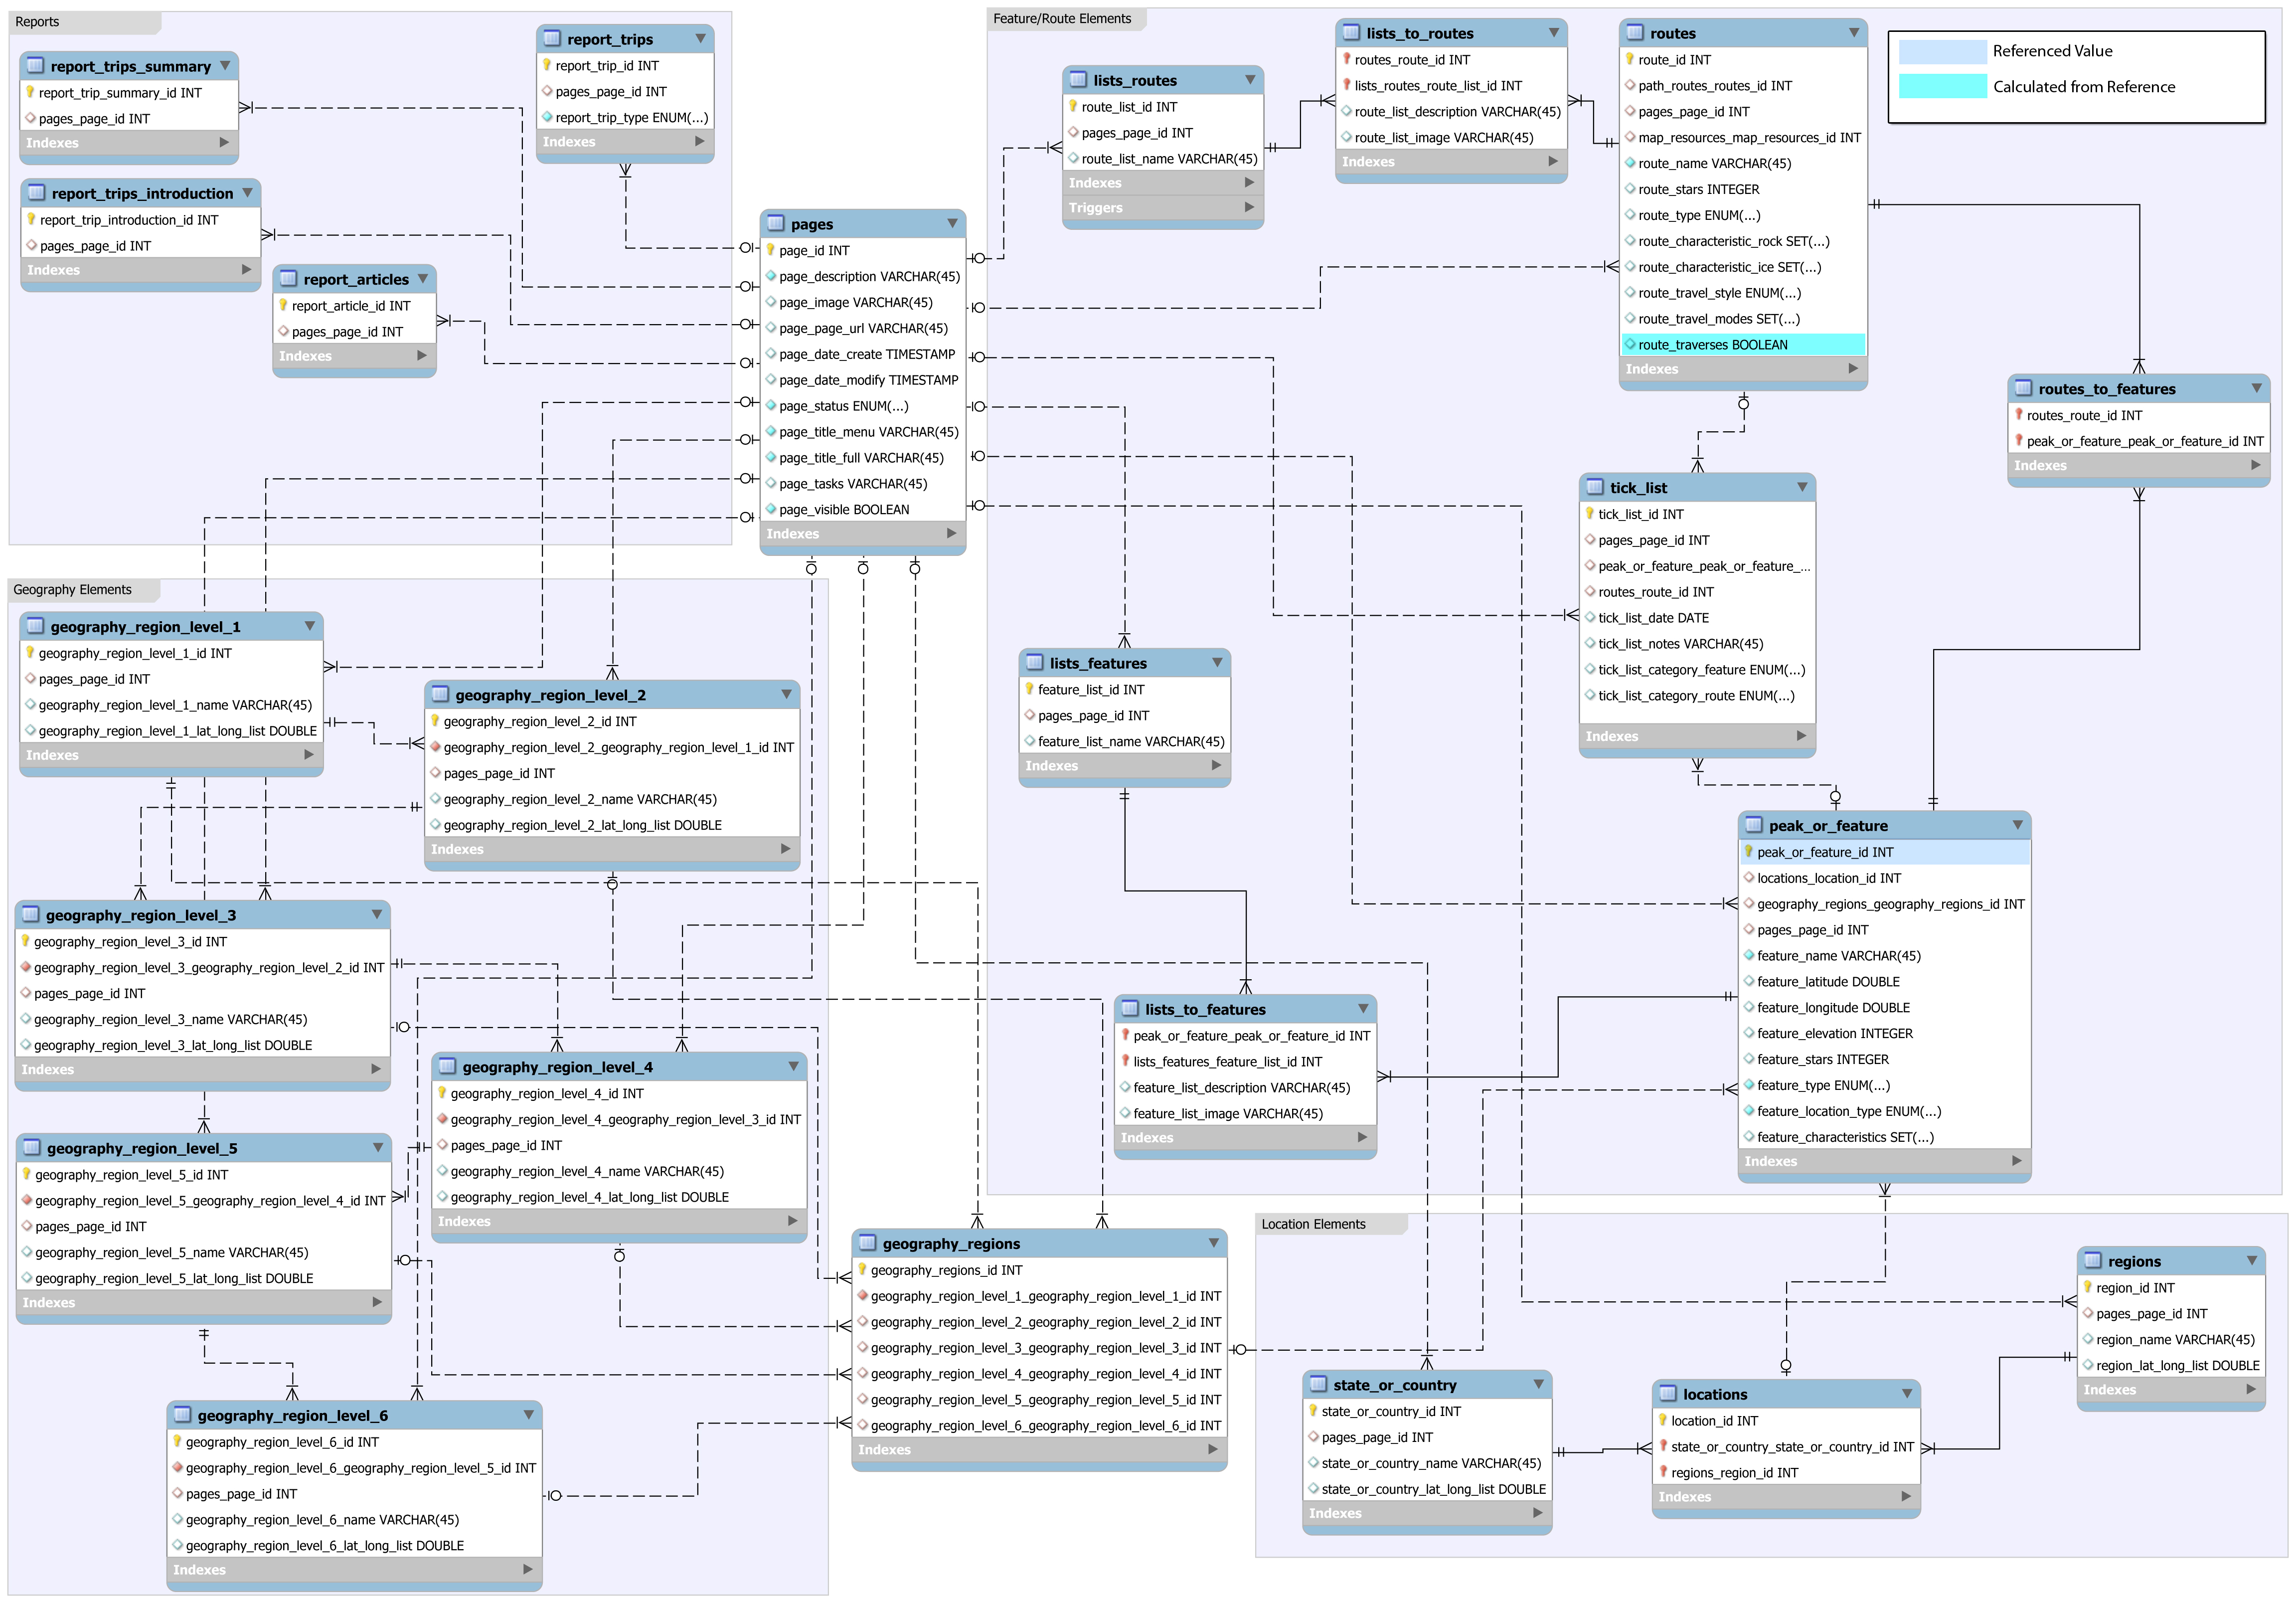 Reports
report_trips_summary
report_trip_summary_id INT
pages_page_id INT
Indexes
report_trips
report_trip_id INT
pages_page_id INT
report_trip_type ENUM(...)
Indexes
report_trips_introduction
report_trip_introduction_id INT
pages_page_id INT
Indexes
report_articles
report_article_id INT
pages_page_id INT
Indexes
pages
page_id INT
page_description VARCHAR(45)
page_image VARCHAR(45)
page_page_url VARCHAR(45)
page_date_create TIMESTAMP
page_date_modify TIMESTAMP
page_status ENUM(...)
page_title_menu VARCHAR(45)
page_title_full VARCHAR(45)
page_tasks VARCHAR(45)
page_visible BOOLEAN
Indexes
Feature/Route Elements
lists_routes
route_list_id INT
pages_page_id INT
route_list_name VARCHAR(45)
Indexes
Triggers
lists_to_routes
routes_route_id INT
lists_routes_route_list_id INT
route_list_description VARCHAR(45)
route_list_image VARCHAR(45)
Indexes
routes
route_id INT
path_routes_routes_id INT
pages_page_id INT
map_resources_map_resources_id INT
route_name VARCHAR(45)
route_stars INTEGER
route_type ENUM(...)
route_characteristic_rock SET(...)
route_characteristic_ice SET(...)
route_travel_style ENUM(...)
route_travel_modes SET(...)
route_traverses BOOLEAN
Indexes
Referenced Value
Calculated from Reference
routes_to_features
routes_route_id INT
peak_or_feature_peak_or_feature_id INT
Indexes
tick_list
tick_list_id INT
pages_page_id INT
peak_or_feature_peak_or_feature_...
routes_route_id INT
tick_list_date DATE
tick_list_notes VARCHAR(45)
tick_list_category_feature ENUM(...)
tick_list_category_route ENUM(...)
Indexes
lists_features
feature_list_id INT
pages_page_id INT
feature_list_name VARCHAR(45)
Indexes
peak_or_feature
peak_or_feature_id INT
locations_location_id INT
geography_regions_geography_regions_id INT
pages_page_id INT
feature_name VARCHAR(45)
feature_latitude DOUBLE
feature_longitude DOUBLE
feature_elevation INTEGER
feature_stars INTEGER
feature_type ENUM(...)
feature_location_type ENUM(...)
feature_characteristics SET(...)
Indexes
lists_to_features
peak_or_feature_peak_or_feature_id INT
lists_features_feature_list_id INT
feature_list_description VARCHAR(45)
feature_list_image VARCHAR(45)
Indexes
Geography Elements
geography_region_level_1
geography_region_level_1_id INT
pages_page_id INT
geography_region_level_1_name VARCHAR(45)
geography_region_level_1_lat_long_list DOUBLE
Indexes
geography_region_level_2
geography_region_level_2_id INT
geography_region_level_2_geography_region_level_1_id INT
pages_page_id INT
geography_region_level_2_name VARCHAR(45)
geography_region_level_2_lat_long_list DOUBLE
Indexes
geography_region_level_3
geography_region_level_3_id INT
geography_region_level_3_geography_region_level_2_id INT
pages_page_id INT
geography_region_level_3_name VARCHAR(45)
geography_region_level_3_lat_long_list DOUBLE
Indexes
geography_region_level_4
geography_region_level_4_id INT
geography_region_level_4_geography_region_level_3_id INT
pages_page_id INT
geography_region_level_4_name VARCHAR(45)
geography_region_level_4_lat_long_list DOUBLE
Indexes
geography_region_level_5
geography_region_level_5_id INT
geography_region_level_5_geography_region_level_4_id INT
pages_page_id INT
geography_region_level_5_name VARCHAR(45)
geography_region_level_5_lat_long_list DOUBLE
Indexes
geography_region_level_6
geography_region_level_6_id INT
geography_region_level_6_geography_region_level_5_id INT
pages_page_id INT
geography_region_level_6_name VARCHAR(45)
geography_region_level_6_lat_long_list DOUBLE
Indexes
geography_regions
geography_regions_id INT
geography_region_level_1_geography_region_level_1_id INT
geography_region_level_2_geography_region_level_2_id INT
geography_region_level_3_geography_region_level_3_id INT
geography_region_level_4_geography_region_level_4_id INT
geography_region_level_5_geography_region_level_5_id INT
geography_region_level_6_geography_region_level_6_id INT
Indexes
Location Elements
state_or_country
state_or_country_id INT
pages_page_id INT
state_or_country_name VARCHAR(45)
state_or_country_lat_long_list DOUBLE
Indexes
locations
location_id INT
state_or_country_state_or_country_id INT
regions_region_id INT
Indexes
regions
region_id INT
pages_page_id INT
region_name VARCHAR(45)
region_lat_long_list DOUBLE
Indexes